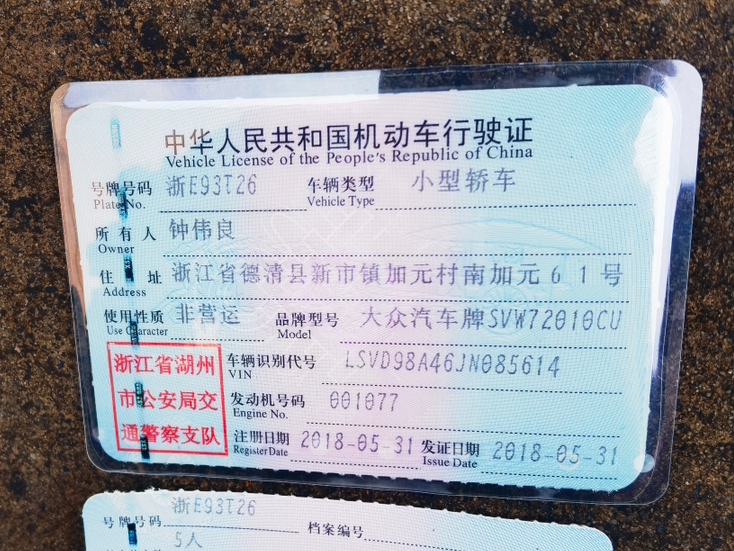 中华人民共和国机动车行驶证
Vehicle License of the People's Republic of China
号牌号码 浙E93T26 车辆类型 小型轿车
Plate No. Vehicle Type
所有人 钟伟良
Owner
住址 浙江省德清县新市镇加元村南加元61号
Address
使用性质 非营运 品牌型号 大众汽车牌SVW72010CU
Use Character Model
浙江省湖州
市公安局交
通警察支队
车辆识别代号 LSVD98A46JN085614
VIN
发动机号码 001077
Engine No.
注册日期 2018-05-31 发证日期 2018-05-31
Register Date Issue Date
号牌号码 浙E93T26 档案编号
5人